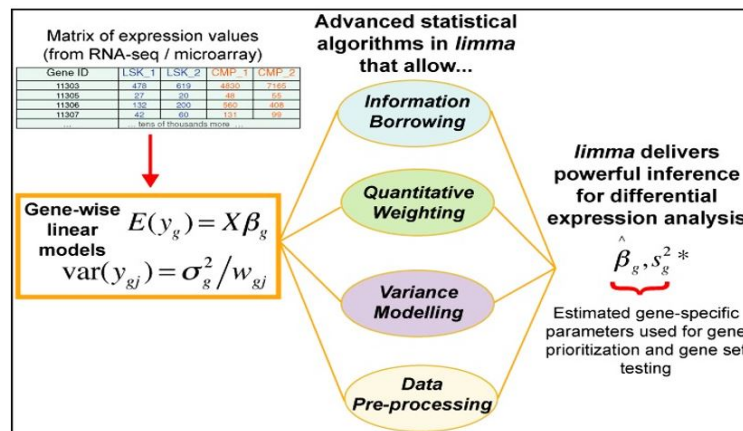 Matrix of expression values
(from RNA-seq / microarray)
Gene ID LSK_1 LSK_2 CMP_1 CMP_2
11303 478 619 4830 7165
11305 27 20 48 55
11306 132 200 560 408
11307 42 60 131 99
... ... tens of thousands more ...
Gene-wise
linear
models
E(y_g) = Xβ_g
var(y_gj) = σ_g^2/w_gj
Advanced statistical
algorithms in limma
that allow...
Information
Borrowing
Quantitative
Weighting
Variance
Modelling
Data
Pre-processing
limma delivers
powerful inference
for differential
expression analysis
β̂_g, s_g^2 *
Estimated gene-specific
parameters used for gene
prioritization and gene set
testing